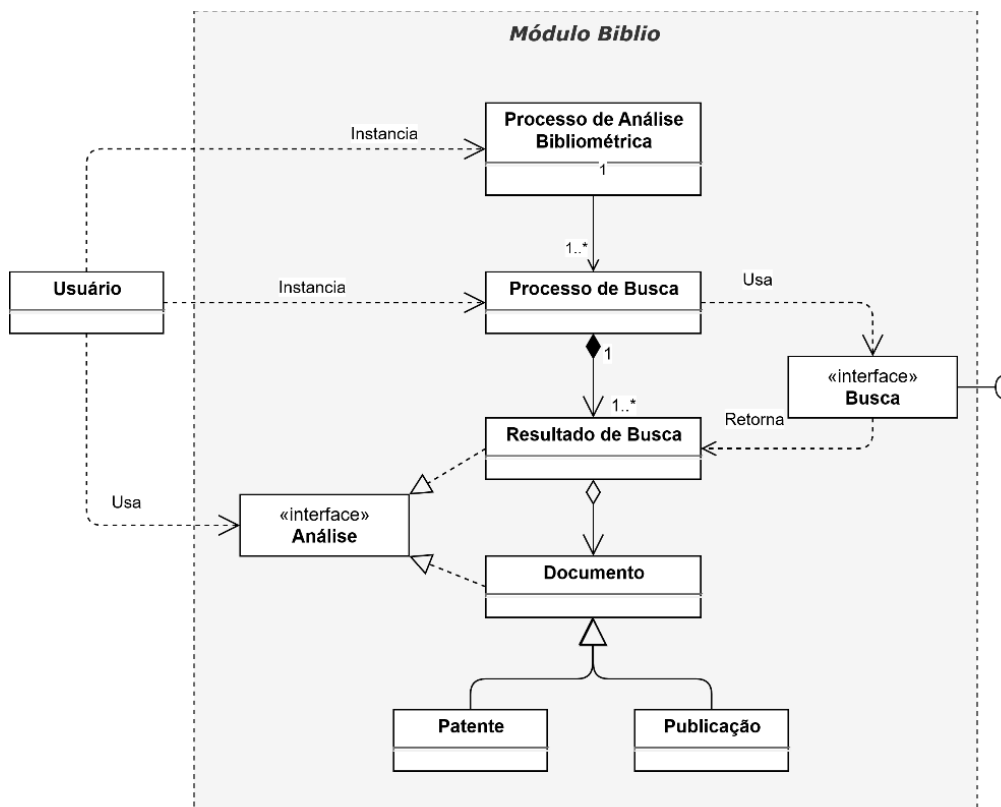 Módulo Biblio
Processo de Análise
Bibliométrica
1
Instancia
1..*
Usuário
Instancia
Processo de Busca
Usa
1
«interface»
Busca
1..*
Retorna
Resultado de Busca
Usa
«interface»
Análise
Documento
Patente
Publicação